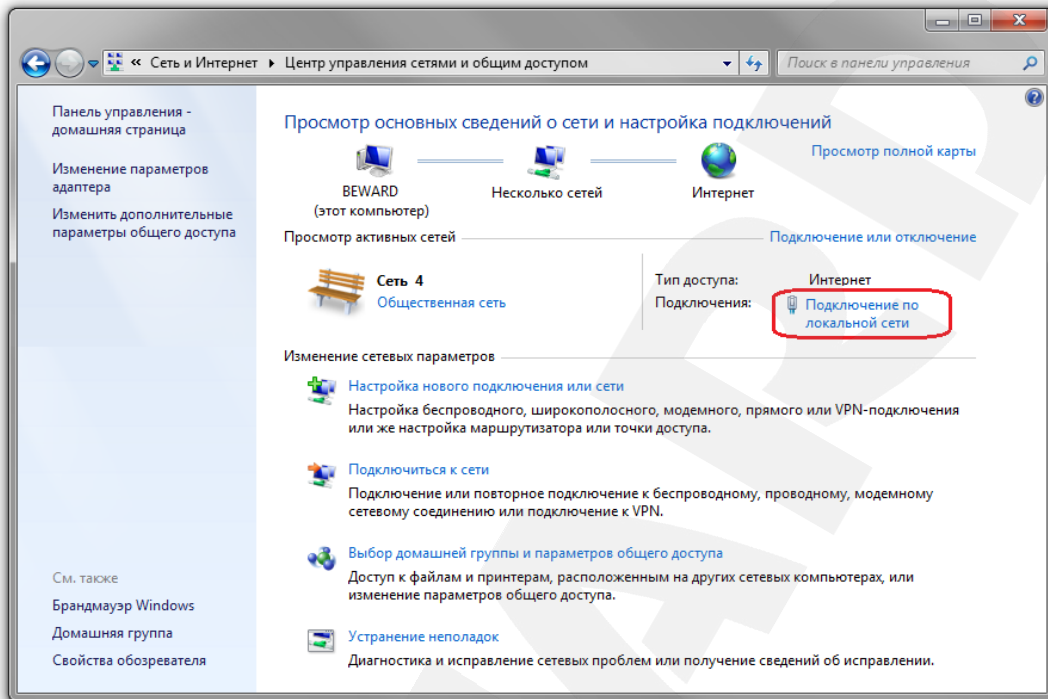 « Сеть и Интернет ▸ Центр управления сетями и общим доступом
Поиск в панели управления
Панель управления -
домашняя страница
Изменение параметров
адаптера
Изменить дополнительные
параметры общего доступа
См. также
Брандмауэр Windows
Домашняя группа
Свойства обозревателя
Просмотр основных сведений о сети и настройка подключений
Просмотр полной карты
BEWARD
(этот компьютер)
Несколько сетей
Интернет
Просмотр активных сетей
Подключение или отключение
Сеть 4
Общественная сеть
Тип доступа: Интернет
Подключения: Подключение по
локальной сети
Изменение сетевых параметров
Настройка нового подключения или сети
Настройка беспроводного, широкополосного, модемного, прямого или VPN-подключения
или же настройка маршрутизатора или точки доступа.
Подключиться к сети
Подключение или повторное подключение к беспроводному, проводному, модемному
сетевому соединению или подключение к VPN.
Выбор домашней группы и параметров общего доступа
Доступ к файлам и принтерам, расположенным на других сетевых компьютерах, или
изменение параметров общего доступа.
Устранение неполадок
Диагностика и исправление сетевых проблем или получение сведений об исправлении.